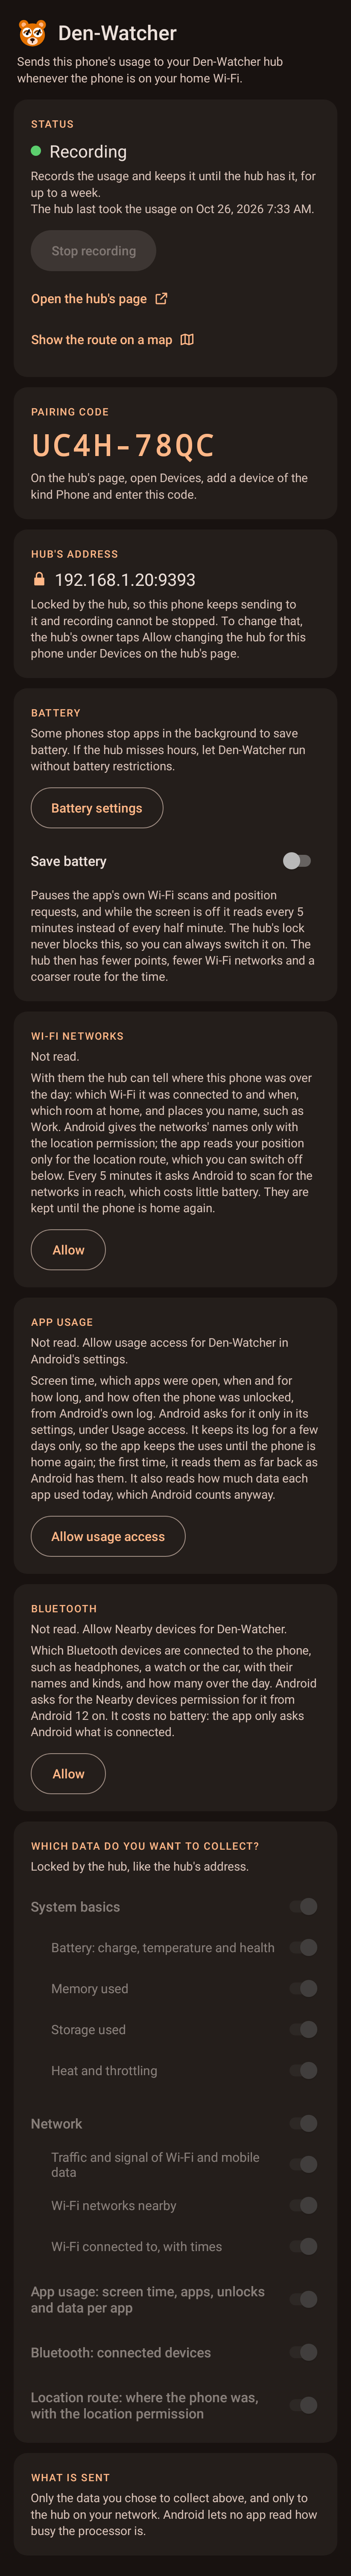 Den-Watcher
Sends this phone's usage to your Den-Watcher hub
whenever the phone is on your home Wi-Fi.
STATUS
Recording
Records the usage and keeps it until the hub has it, for
up to a week.
The hub last took the usage on Oct 26, 2026 7:33 AM.
Stop recording
Open the hub's page
Show the route on a map
PAIRING CODE
UC4H-78QC
On the hub's page, open Devices, add a device of the
kind Phone and enter this code.
HUB'S ADDRESS
192.168.1.20:9393
Locked by the hub, so this phone keeps sending to
it and recording cannot be stopped. To change that,
the hub's owner taps Allow changing the hub for this
phone under Devices on the hub's page.
BATTERY
Some phones stop apps in the background to save
battery. If the hub misses hours, let Den-Watcher run
without battery restrictions.
Battery settings
Save battery
Pauses the app's own Wi-Fi scans and position
requests, and while the screen is off it reads every 5
minutes instead of every half minute. The hub's lock
never blocks this, so you can always switch it on. The
hub then has fewer points, fewer Wi-Fi networks and a
coarser route for the time.
WI-FI NETWORKS
Not read.
With them the hub can tell where this phone was over
the day: which Wi-Fi it was connected to and when,
which room at home, and places you name, such as
Work. Android gives the networks' names only with
the location permission; the app reads your position
only for the location route, which you can switch off
below. Every 5 minutes it asks Android to scan for the
networks in reach, which costs little battery. They are
kept until the phone is home again.
Allow
APP USAGE
Not read. Allow usage access for Den-Watcher in
Android's settings.
Screen time, which apps were open, when and for
how long, and how often the phone was unlocked,
from Android's own log. Android asks for it only in its
settings, under Usage access. It keeps its log for a few
days only, so the app keeps the uses until the phone is
home again; the first time, it reads them as far back as
Android has them. It also reads how much data each
app used today, which Android counts anyway.
Allow usage access
BLUETOOTH
Not read. Allow Nearby devices for Den-Watcher.
Which Bluetooth devices are connected to the phone,
such as headphones, a watch or the car, with their
names and kinds, and how many over the day. Android
asks for the Nearby devices permission for it from
Android 12 on. It costs no battery: the app only asks
Android what is connected.
Allow
WHICH DATA DO YOU WANT TO COLLECT?
Locked by the hub, like the hub's address.
System basics
Battery: charge, temperature and health
Memory used
Storage used
Heat and throttling
Network
Traffic and signal of Wi-Fi and mobile
data
Wi-Fi networks nearby
Wi-Fi connected to, with times
App usage: screen time, apps, unlocks
and data per app
Bluetooth: connected devices
Location route: where the phone was,
with the location permission
WHAT IS SENT
Only the data you chose to collect above, and only to
the hub on your network. Android lets no app read how
busy the processor is.